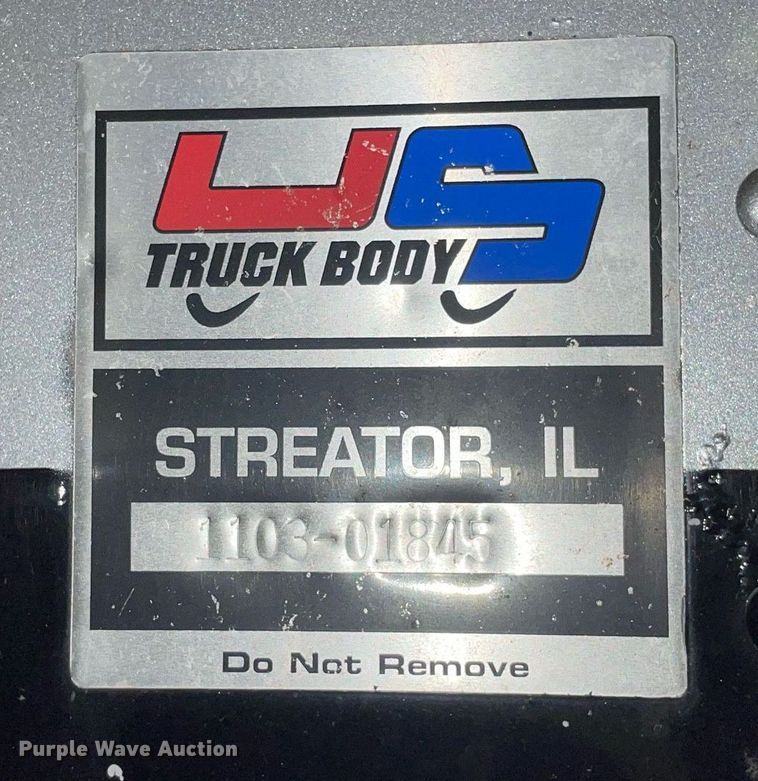 US
TRUCK BODY
STREATOR, IL
1103-01845
Do Not Remove
Purple Wave Auction